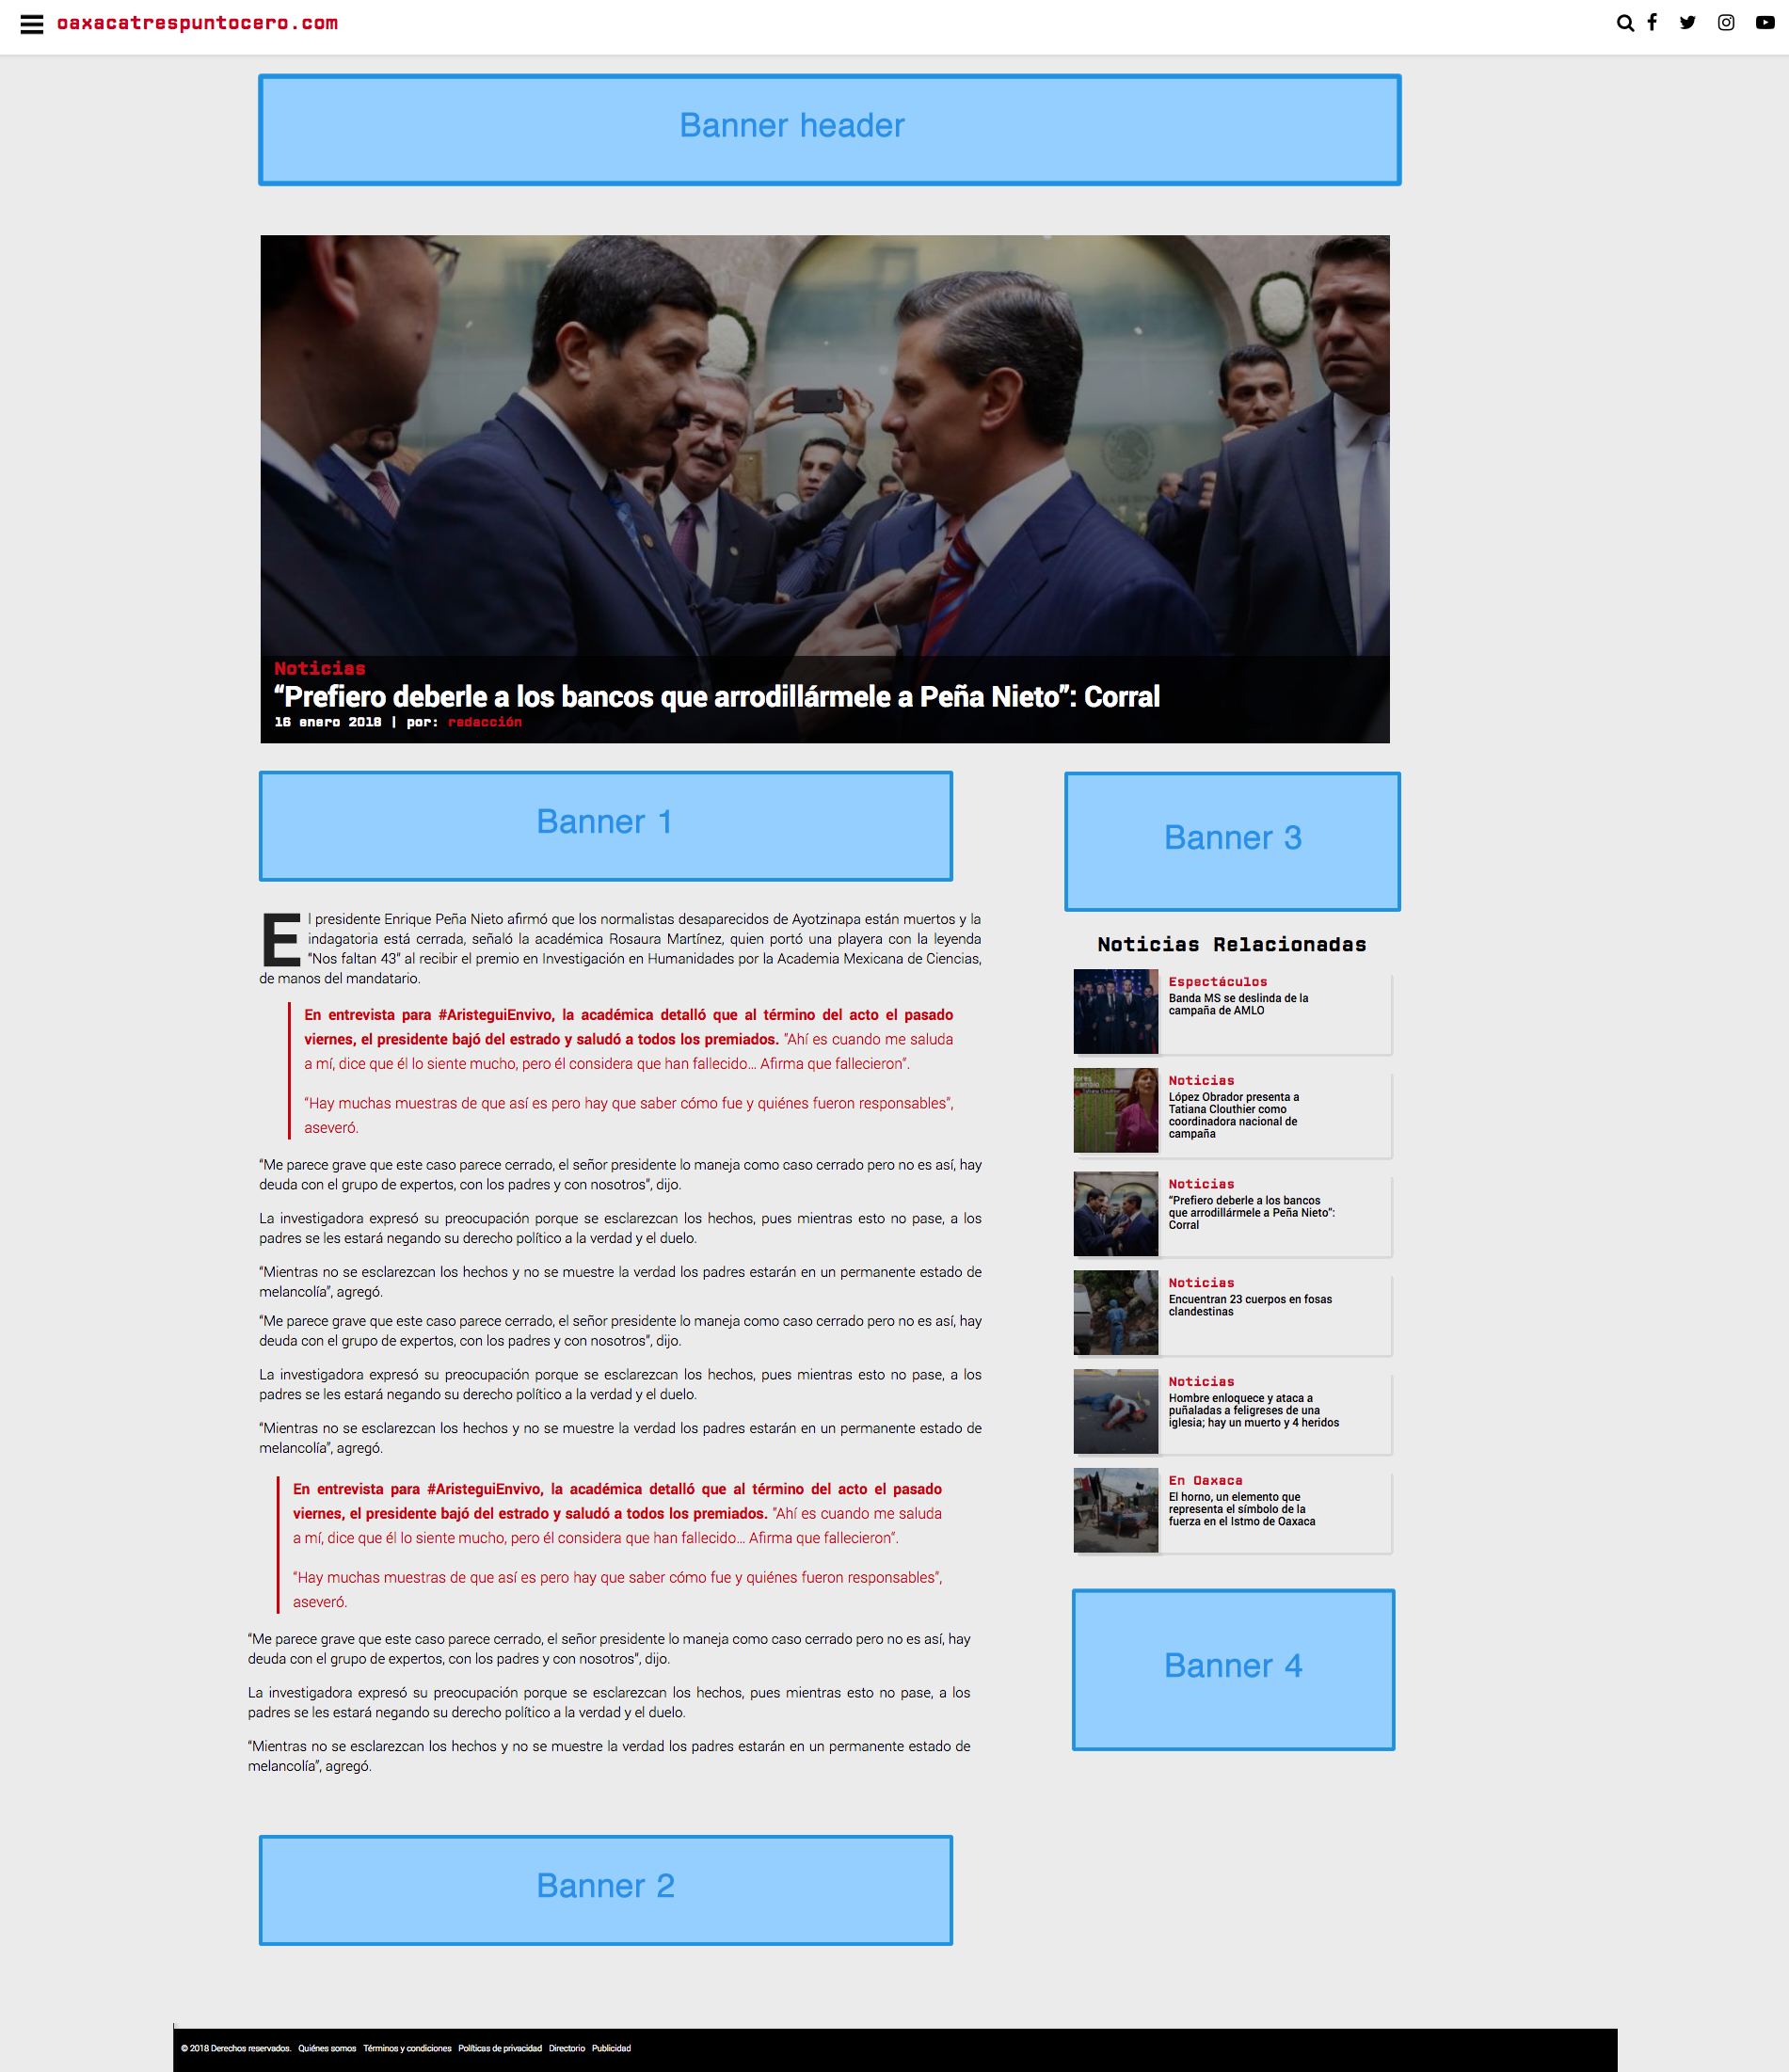 oaxacatrespuntocero.com
Banner header
Noticias
“Prefiero deberle a los bancos que arrodillármele a Peña Nieto”: Corral
16 enero 2018 | por: redacción
Banner 1
El presidente Enrique Peña Nieto afirmó que los normalistas desaparecidos de Ayotzinapa están muertos y la
indagatoria está cerrada, señaló la académica Rosaura Martínez, quien portó una playera con la leyenda
“Nos faltan 43” al recibir el premio en Investigación en Humanidades por la Academia Mexicana de Ciencias,
de manos del mandatario.
En entrevista para #AristeguiEnvivo, la académica detalló que al término del acto el pasado
viernes, el presidente bajó del estrado y saludó a todos los premiados. “Ahí es cuando me saluda
a mí, dice que él lo siente mucho, pero él considera que han fallecido… Afirma que fallecieron”.
“Hay muchas muestras de que así es pero hay que saber cómo fue y quiénes fueron responsables”,
aseveró.
“Me parece grave que este caso parece cerrado, el señor presidente lo maneja como caso cerrado pero no es así, hay
deuda con el grupo de expertos, con los padres y con nosotros“, dijo.
La investigadora expresó su preocupación porque se esclarezcan los hechos, pues mientras esto no pase, a los
padres se les estará negando su derecho político a la verdad y el duelo.
“Mientras no se esclarezcan los hechos y no se muestre la verdad los padres estarán en un permanente estado de
melancolía”, agregó.
“Me parece grave que este caso parece cerrado, el señor presidente lo maneja como caso cerrado pero no es así, hay
deuda con el grupo de expertos, con los padres y con nosotros“, dijo.
La investigadora expresó su preocupación porque se esclarezcan los hechos, pues mientras esto no pase, a los
padres se les estará negando su derecho político a la verdad y el duelo.
“Mientras no se esclarezcan los hechos y no se muestre la verdad los padres estarán en un permanente estado de
melancolía”, agregó.
En entrevista para #AristeguiEnvivo, la académica detalló que al término del acto el pasado
viernes, el presidente bajó del estrado y saludó a todos los premiados. “Ahí es cuando me saluda
a mí, dice que él lo siente mucho, pero él considera que han fallecido… Afirma que fallecieron”.
“Hay muchas muestras de que así es pero hay que saber cómo fue y quiénes fueron responsables”,
aseveró.
“Me parece grave que este caso parece cerrado, el señor presidente lo maneja como caso cerrado pero no es así, hay
deuda con el grupo de expertos, con los padres y con nosotros“, dijo.
La investigadora expresó su preocupación porque se esclarezcan los hechos, pues mientras esto no pase, a los
padres se les estará negando su derecho político a la verdad y el duelo.
“Mientras no se esclarezcan los hechos y no se muestre la verdad los padres estarán en un permanente estado de
melancolía”, agregó.
Banner 2
Banner 3
Noticias Relacionadas
Espectáculos
Banda MS se deslinda de la
campaña de AMLO
Noticias
López Obrador presenta a
Tatiana Clouthier como
coordinadora nacional de
campaña
Noticias
“Prefiero deberle a los bancos
que arrodillármele a Peña Nieto”:
Corral
Noticias
Encuentran 23 cuerpos en fosas
clandestinas
Noticias
Hombre enloquece y ataca a
puñaladas a feligreses de una
iglesia; hay un muerto y 4 heridos
En Oaxaca
El horno, un elemento que
representa el símbolo de la
fuerza en el Istmo de Oaxaca
Banner 4
© 2018 Derechos reservados. Quiénes somos Términos y condiciones Políticas de privacidad Directorio Publicidad